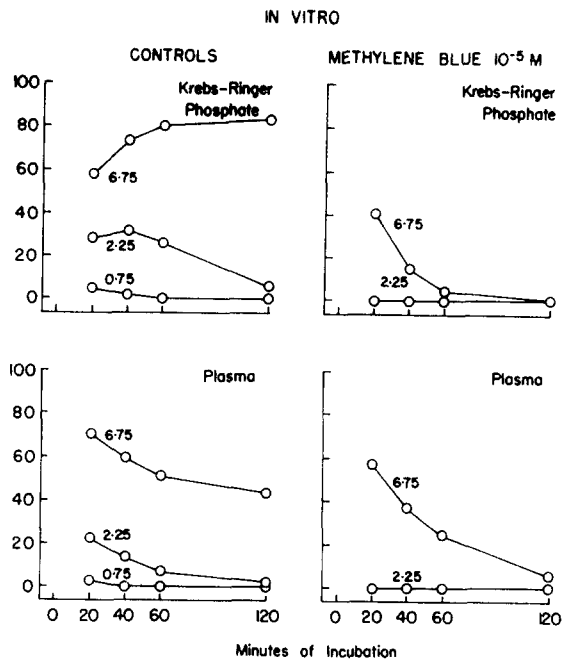 IN VITRO
CONTROLS
METHYLENE BLUE 10⁻⁵ M
100
80
60
40
20
0
Krebs-Ringer
Phosphate
6·75
2·25
0·75
Krebs-Ringer
Phosphate
6·75
2·25
100
80
60
40
20
0
Plasma
6·75
2·25
0·75
0 20 40 60 120
Plasma
6·75
2·25
0 20 40 60 120
Minutes of Incubation